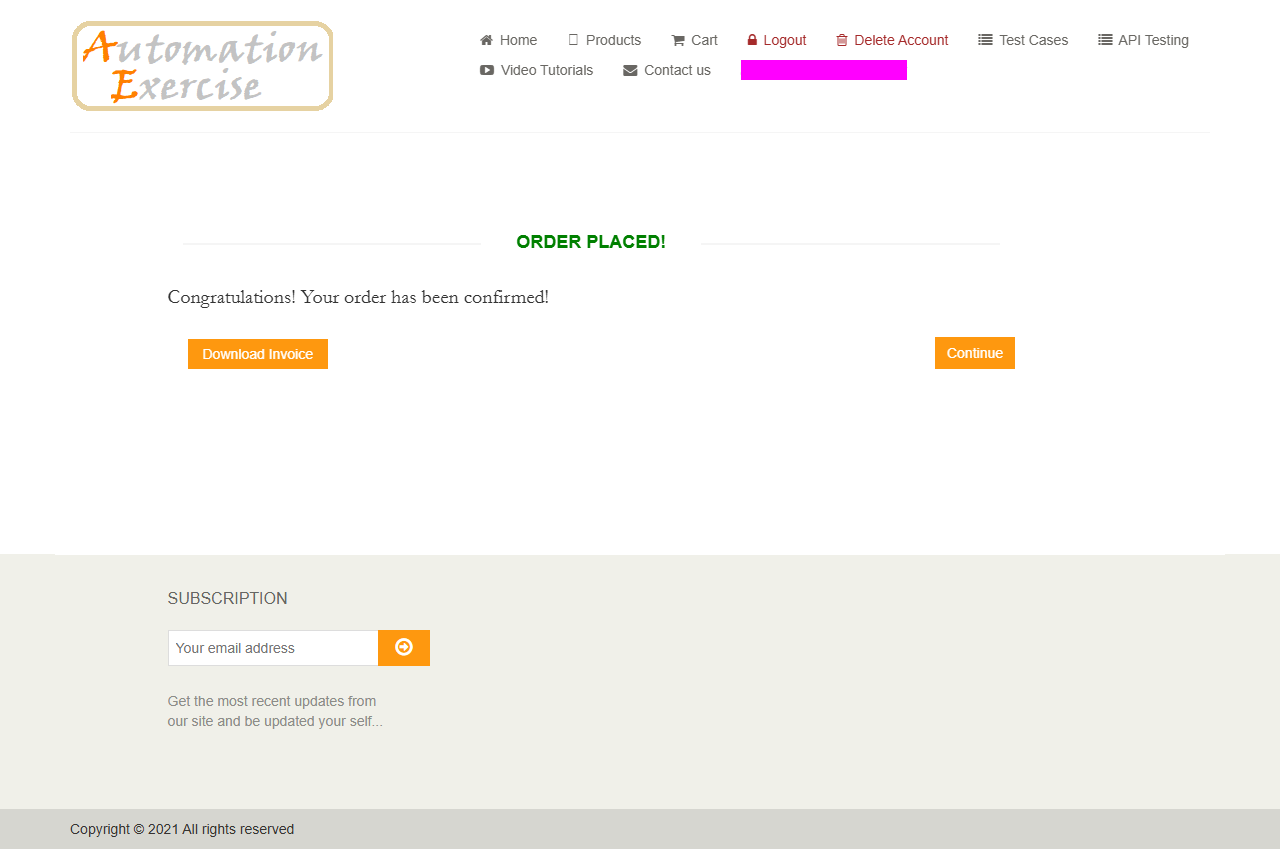 Automation
Exercise
Home Products Cart Logout Delete Account Test Cases API Testing
Video Tutorials Contact us
ORDER PLACED!
Congratulations! Your order has been confirmed!
Download Invoice Continue
SUBSCRIPTION
Your email address
Get the most recent updates from
our site and be updated your self...
Copyright © 2021 All rights reserved